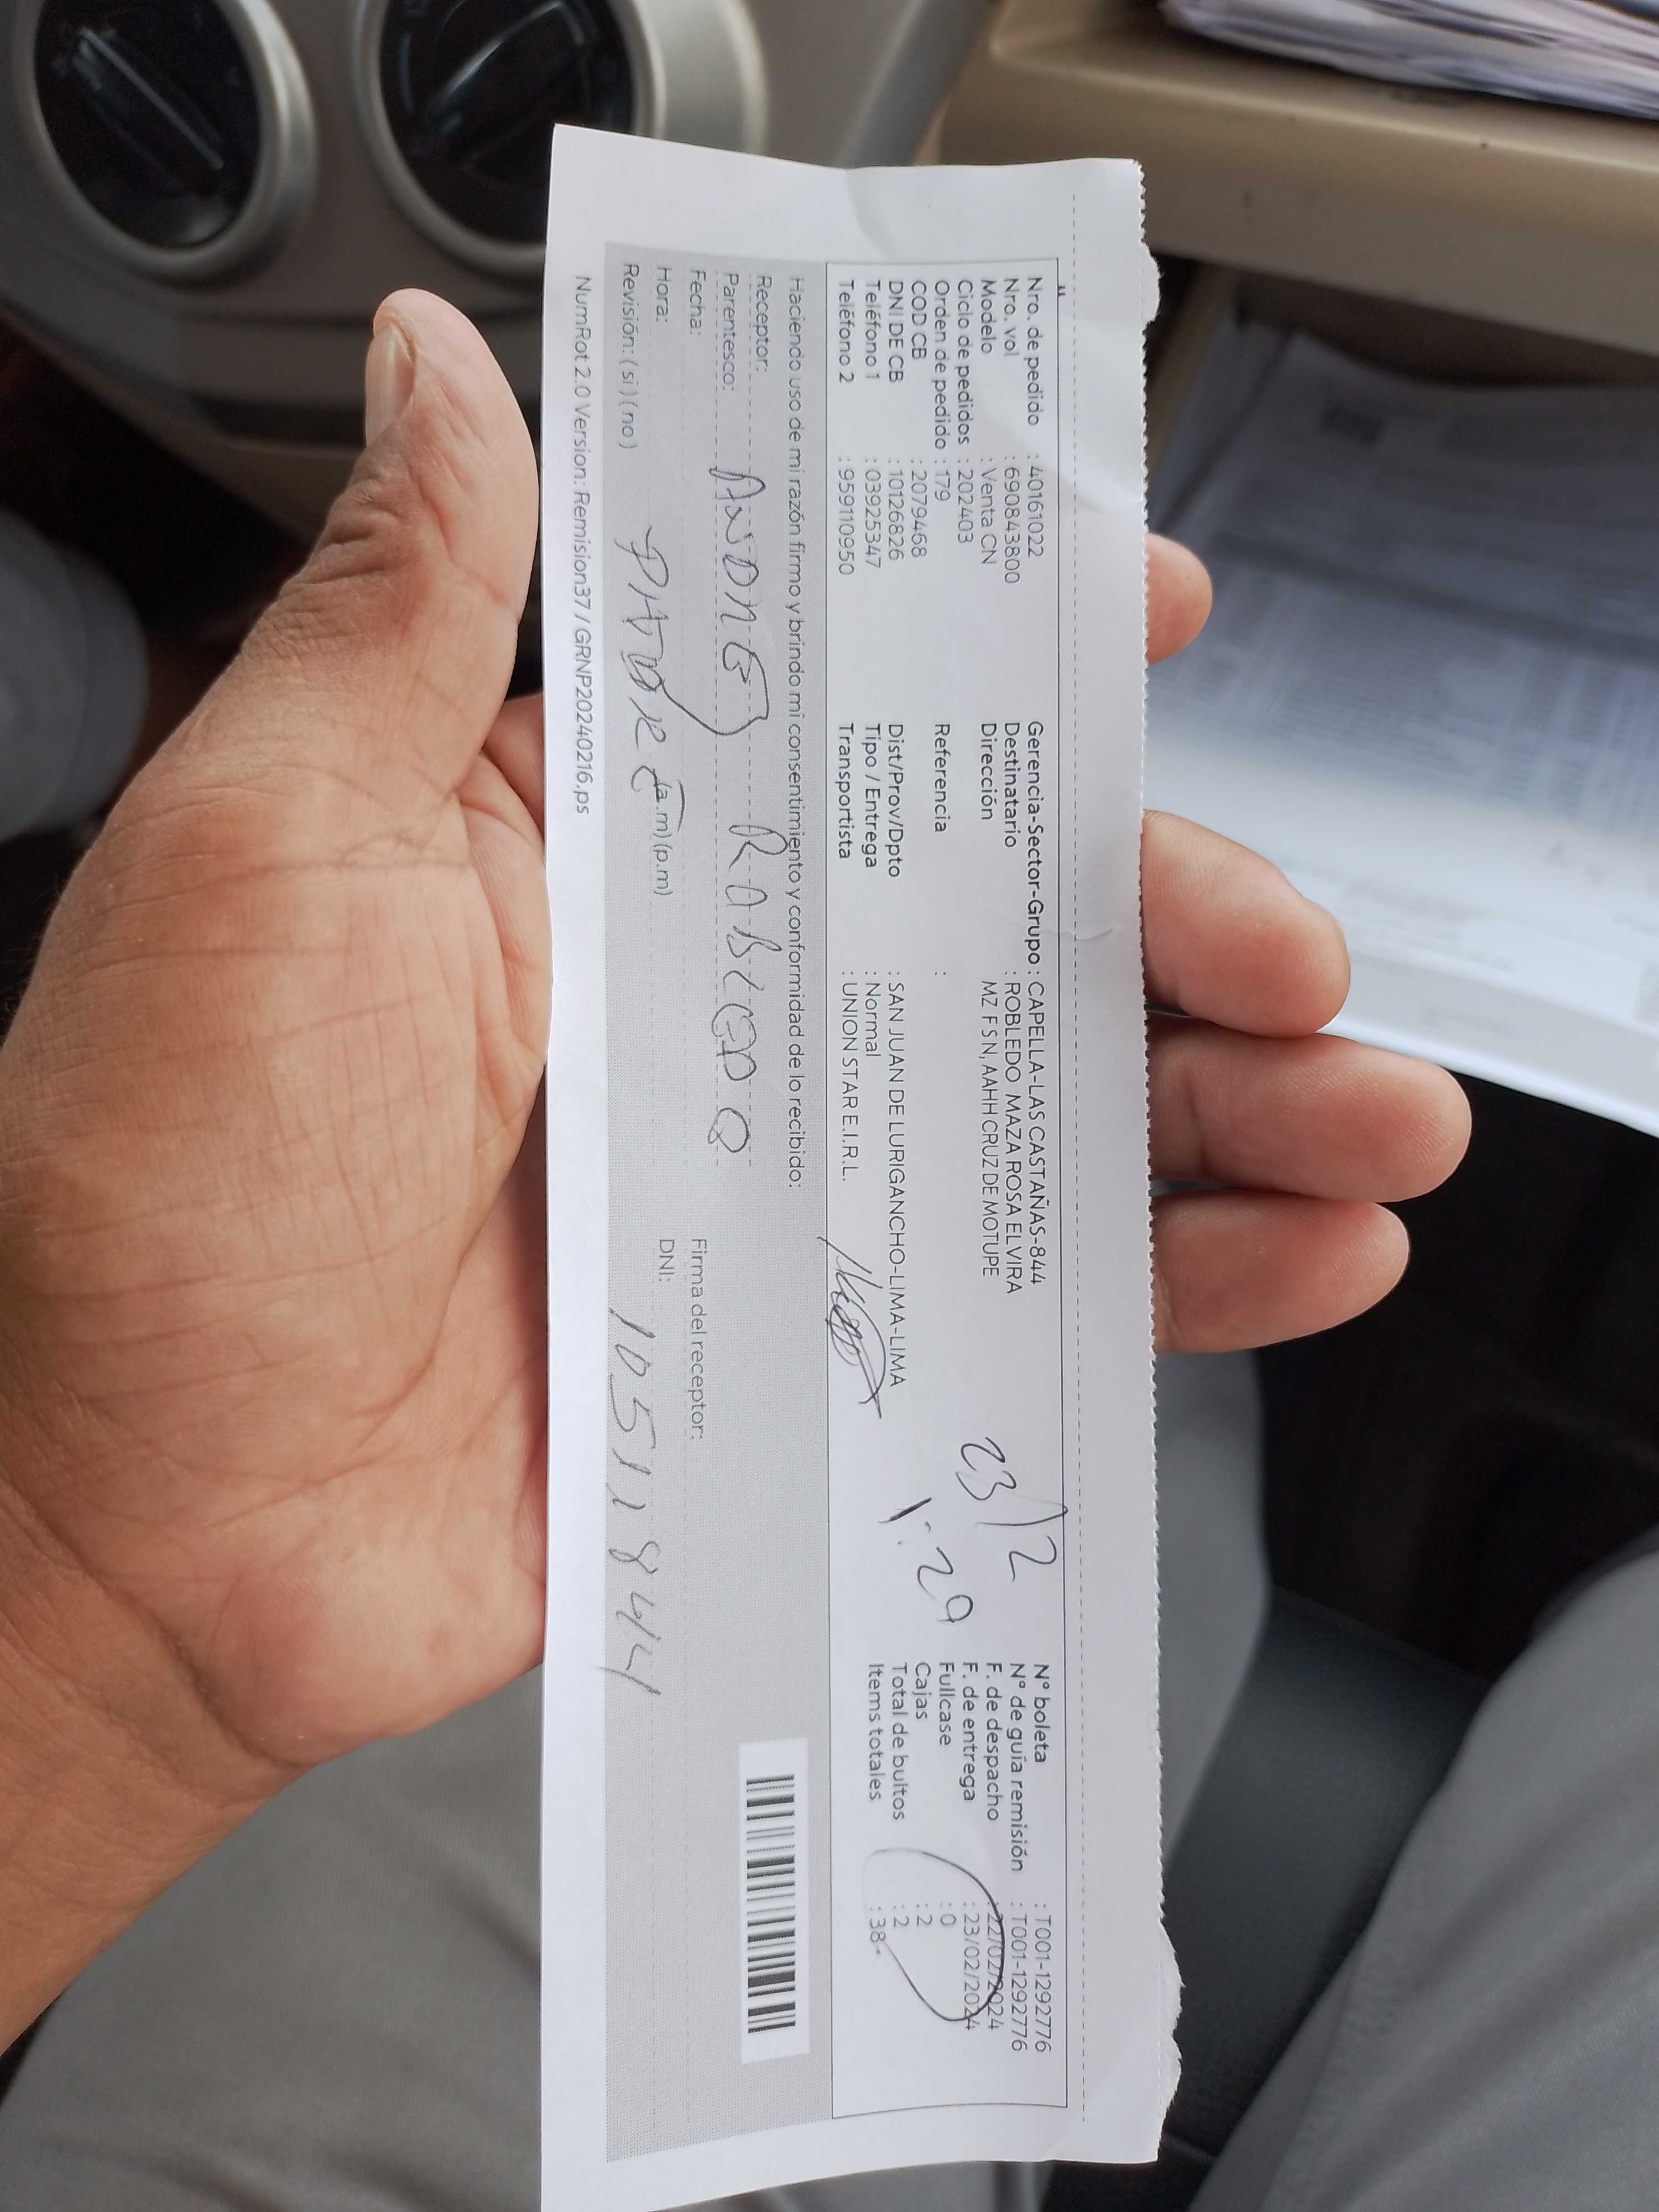 Nro. de pedido : 40161022
Nro. vol : 690843800
Modelo : Venta CN
Ciclo de pedidos : 202403
Orden de pedido : 179
COD CB : 2079468
DNI DE CB : 10126826
Teléfono 1 : 03925347
Teléfono 2 : 959110950
Gerencia-Sector-Grupo : CAPELLA-LAS CASTAÑAS-844
Destinatario : ROBLEDO MAZA ROSA ELVIRA
Dirección MZ F S N, AAHH CRUZ DE MOTUPE
Referencia :
Dist/Prov/Dpto : SAN JUAN DE LURIGANCHO-LIMA-LIMA
Tipo / Entrega : Normal
Transportista : UNION STAR E.I.R.L.
23/2
1:29
N° boleta : T001-1292776
N° de guía remisión : T001-1292776
F. de despacho : 22/02/2024
F. de entrega : 23/02/2024
Fullcase : 0
Cajas : 2
Total de bultos : 2
Items totales : 38
Haciendo uso de mi razón firmo y brindo mi consentimiento y conformidad de lo recibido:
Receptor:
Parentesco:
Fecha:
Hora: (a.m) (p.m)
Revisión: (si) (no)
PADRE
Firma del receptor:
DNI: 10511844
NumRot 2.0 Version: Remision37 / GRNP20240216.ps